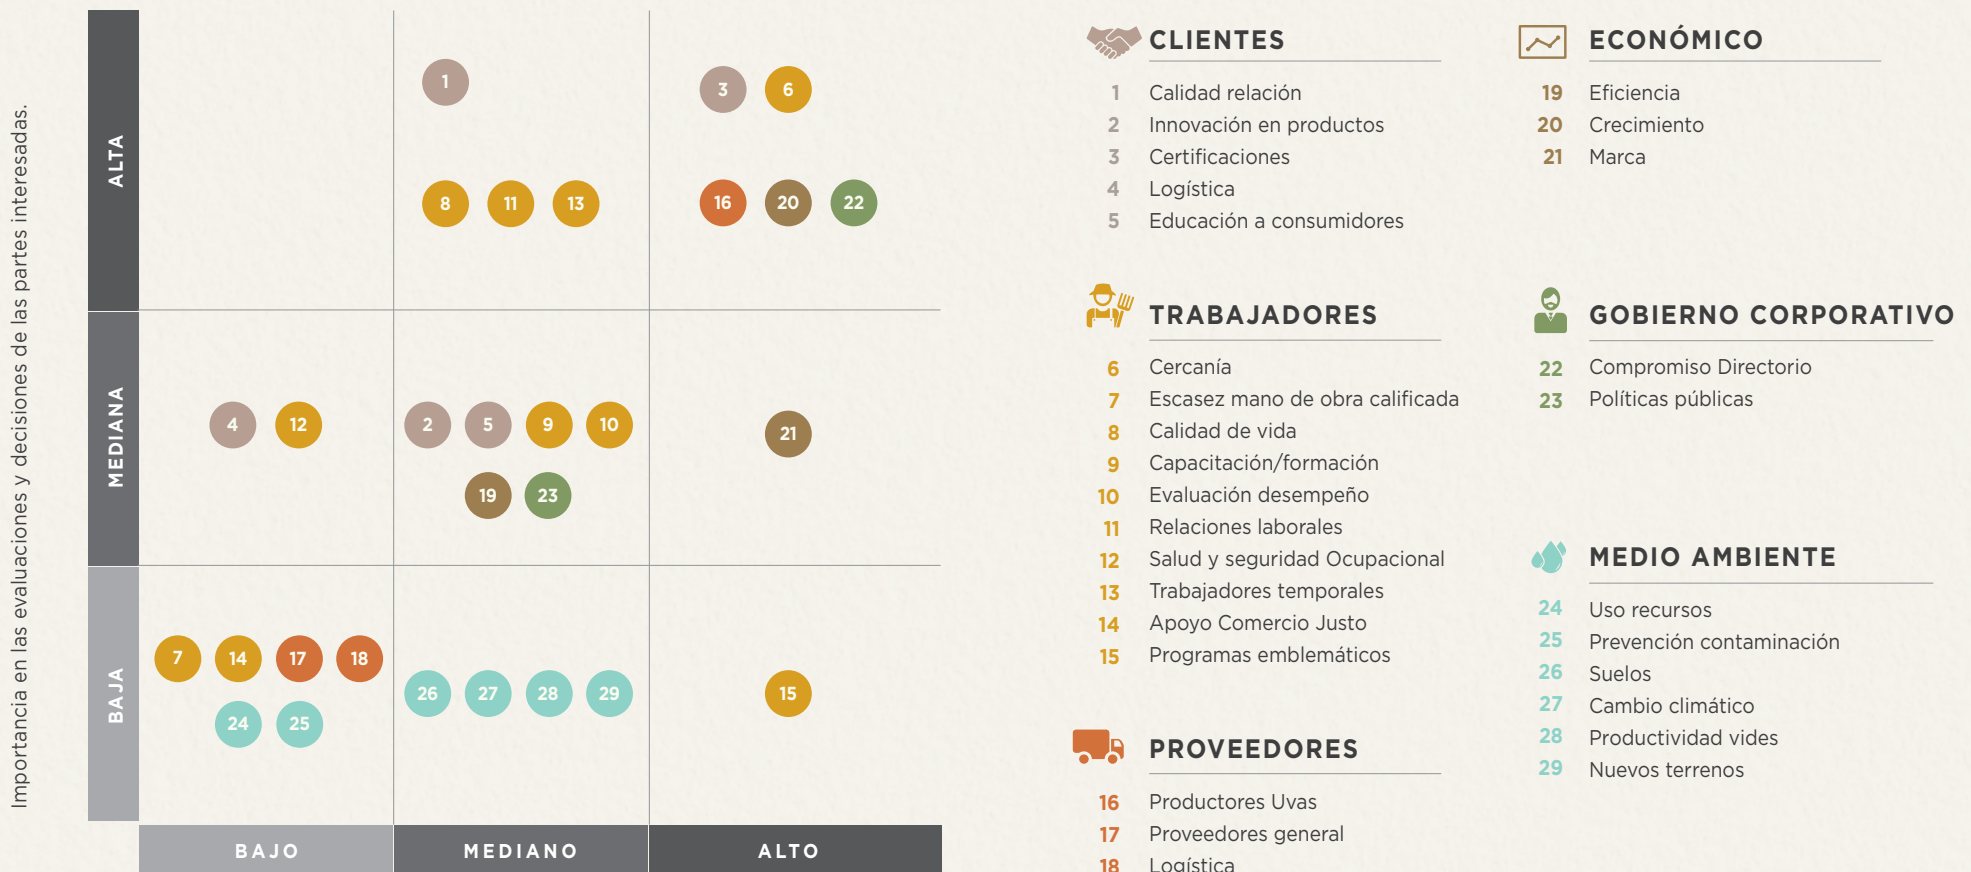 Importancia en las evaluaciones y decisiones de las partes interesadas.
ALTA
1
3 6
8 11 13
16 20 22
MEDIANA
4 12
2 5 9 10
19 23
21
BAJA
7 14 17 18
24 25
26 27 28 29
15
BAJO MEDIANO ALTO
CLIENTES
1 Calidad relación
2 Innovación en productos
3 Certificaciones
4 Logística
5 Educación a consumidores
TRABAJADORES
6 Cercanía
7 Escasez mano de obra calificada
8 Calidad de vida
9 Capacitación/formación
10 Evaluación desempeño
11 Relaciones laborales
12 Salud y seguridad Ocupacional
13 Trabajadores temporales
14 Apoyo Comercio Justo
15 Programas emblemáticos
PROVEEDORES
16 Productores Uvas
17 Proveedores general
18 Logística
ECONÓMICO
19 Eficiencia
20 Crecimiento
21 Marca
GOBIERNO CORPORATIVO
22 Compromiso Directorio
23 Políticas públicas
MEDIO AMBIENTE
24 Uso recursos
25 Prevención contaminación
26 Suelos
27 Cambio climático
28 Productividad vides
29 Nuevos terrenos